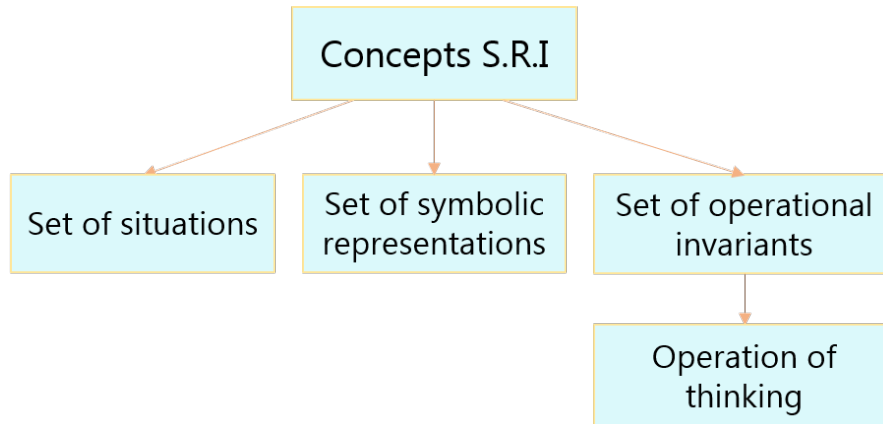 Concepts S.R.I
Set of situations
Set of symbolic
representations
Set of operational
invariants
Operation of
thinking